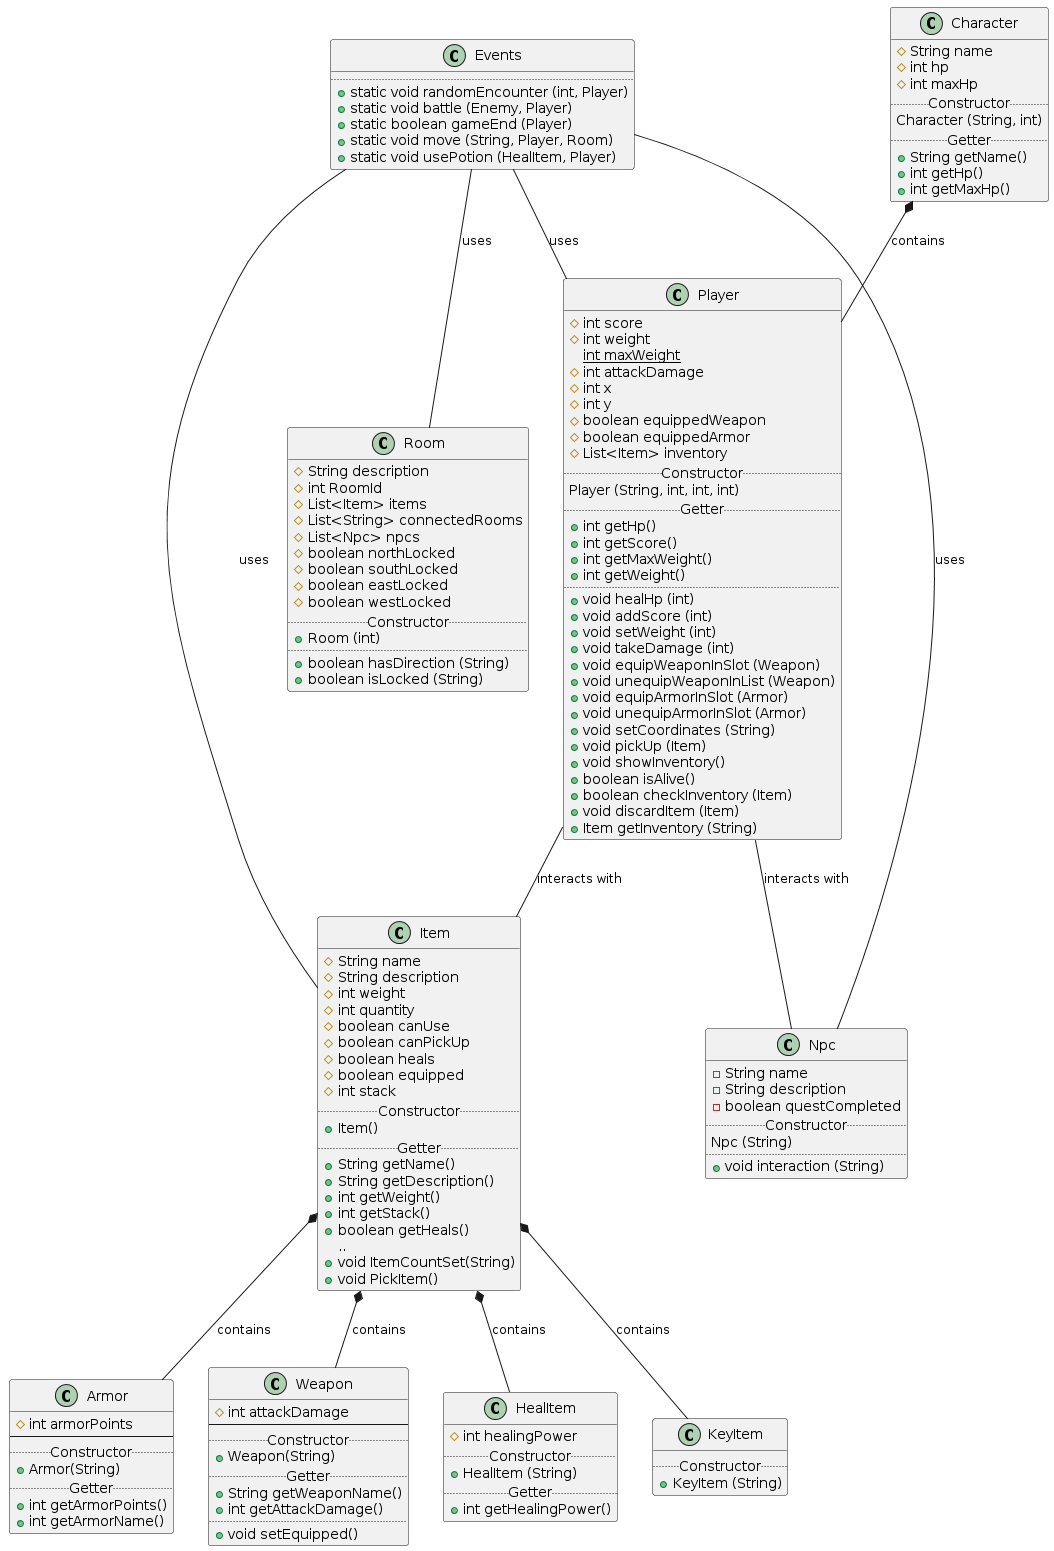 C Character
String name
int hp
int maxHp
Constructor
Character (String, int)
Getter
String getName()
int getHp()
int getMaxHp()
C Events
static void randomEncounter (int, Player)
static void battle (Enemy, Player)
static boolean gameEnd (Player)
static void move (String, Player, Room)
static void usePotion (HealItem, Player)
uses
uses
contains
C Player
int score
int weight
int maxWeight
int attackDamage
int x
int y
boolean equippedWeapon
boolean equippedArmor
List<Item> inventory
Constructor
Player (String, int, int, int)
Getter
int getHp()
int getScore()
int getMaxWeight()
int getWeight()
void healHp (int)
void addScore (int)
void setWeight (int)
void takeDamage (int)
void equipWeaponInSlot (Weapon)
void unequipWeaponInList (Weapon)
void equipArmorInSlot (Armor)
void unequipArmorInSlot (Armor)
void setCoordinates (String)
void pickUp (Item)
void showInventory()
boolean isAlive()
boolean checkInventory (Item)
void discardItem (Item)
Item getInventory (String)
C Room
String description
int RoomId
List<Item> items
List<String> connectedRooms
List<Npc> npcs
boolean northLocked
boolean southLocked
boolean eastLocked
boolean westLocked
Constructor
Room (int)
boolean hasDirection (String)
boolean isLocked (String)
uses
uses
interacts with
interacts with
C Item
String name
String description
int weight
int quantity
boolean canUse
boolean canPickUp
boolean heals
boolean equipped
int stack
Constructor
Item()
Getter
String getName()
String getDescription()
int getWeight()
int getStack()
boolean getHeals()
..
void ItemCountSet(String)
void PickItem()
C Npc
String name
String description
boolean questCompleted
Constructor
Npc (String)
void interaction (String)
contains
contains
contains
contains
C Armor
int armorPoints
Constructor
Armor(String)
Getter
int getArmorPoints()
int getArmorName()
C Weapon
int attackDamage
Constructor
Weapon(String)
Getter
String getWeaponName()
int getAttackDamage()
void setEquipped()
C HealItem
int healingPower
Constructor
HealItem (String)
Getter
int getHealingPower()
C KeyItem
Constructor
KeyItem (String)